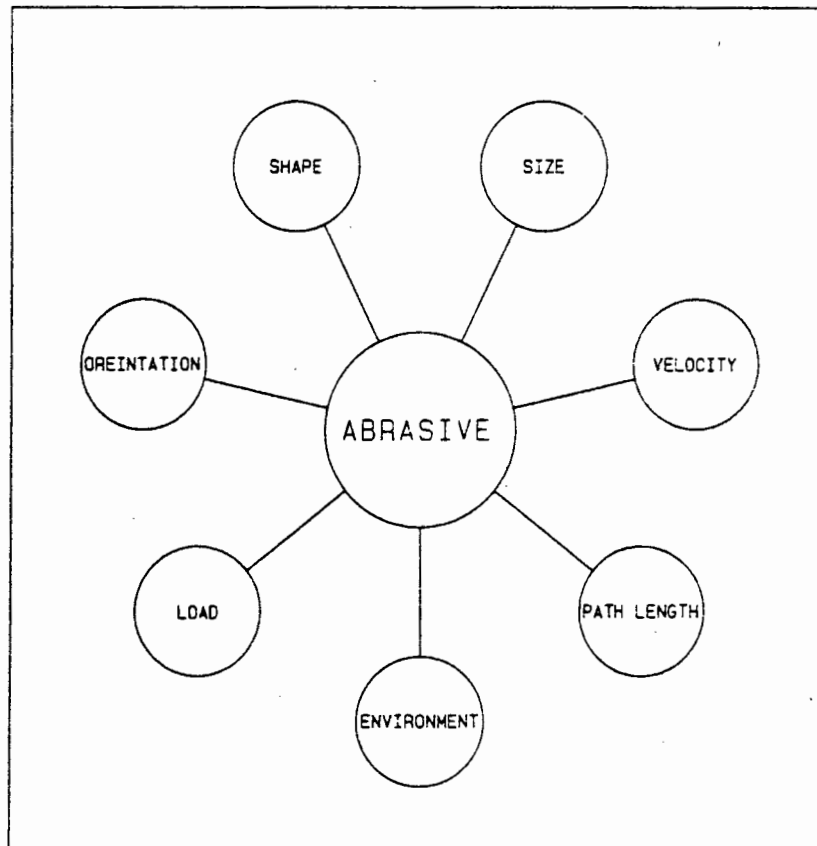 SHAPE
SIZE
OREINTATION
VELOCITY
ABRASIVE
LOAD
PATH LENGTH
ENVIRONMENT